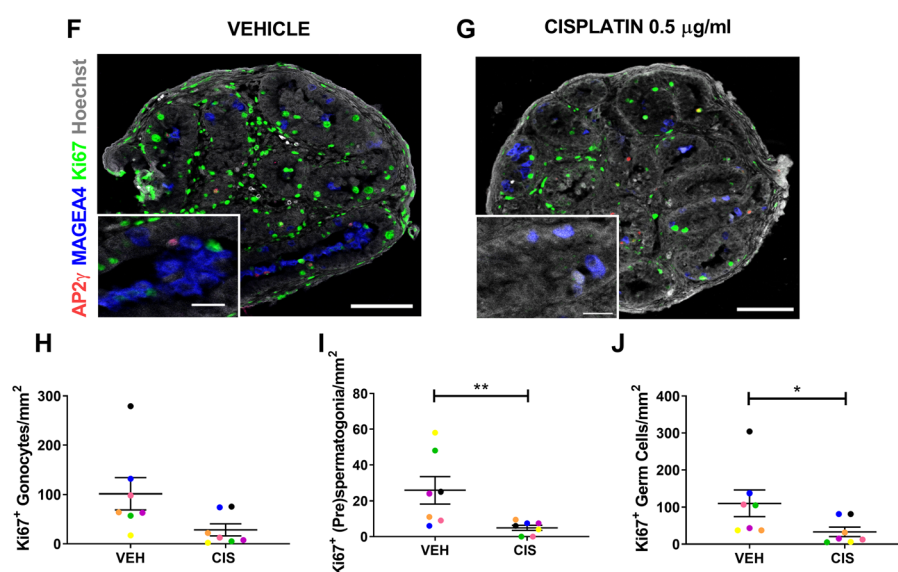 F
VEHICLE
G
CISPLATIN 0.5 μg/ml
AP2γ MAGEA4 Ki67 Hoechst
H
Ki67+ Gonocytes/mm2
300
200
100
0
VEH
CIS
I
Ki67+ (Pre)spermatogonia/mm2
80
60
40
20
0
**
VEH
CIS
J
Ki67+ Germ Cells/mm2
400
300
200
100
0
*
VEH
CIS